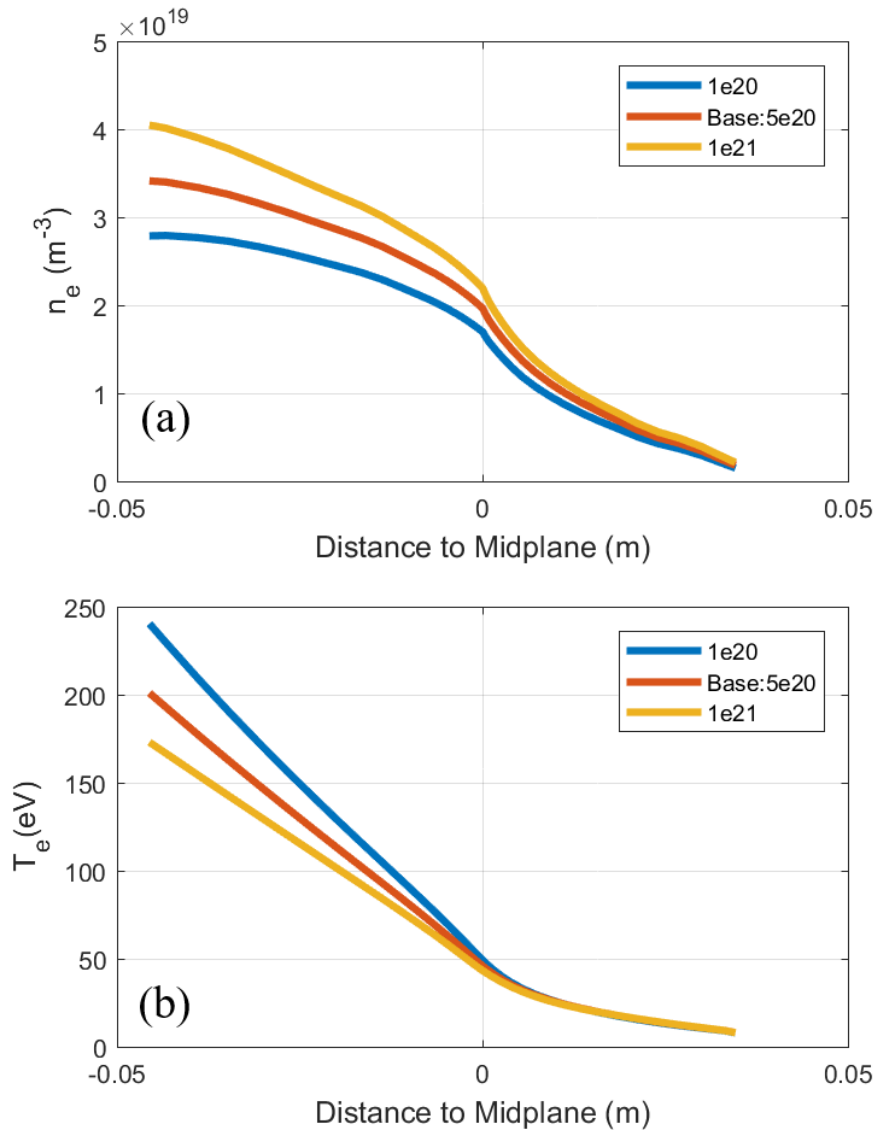 ×10^19
5
4
3
2
1
0
n_e (m^-3)
1e20
Base:5e20
1e21
(a)
-0.05
0
0.05
Distance to Midplane (m)
250
200
150
100
50
0
T_e(eV)
1e20
Base:5e20
1e21
(b)
-0.05
0
0.05
Distance to Midplane (m)